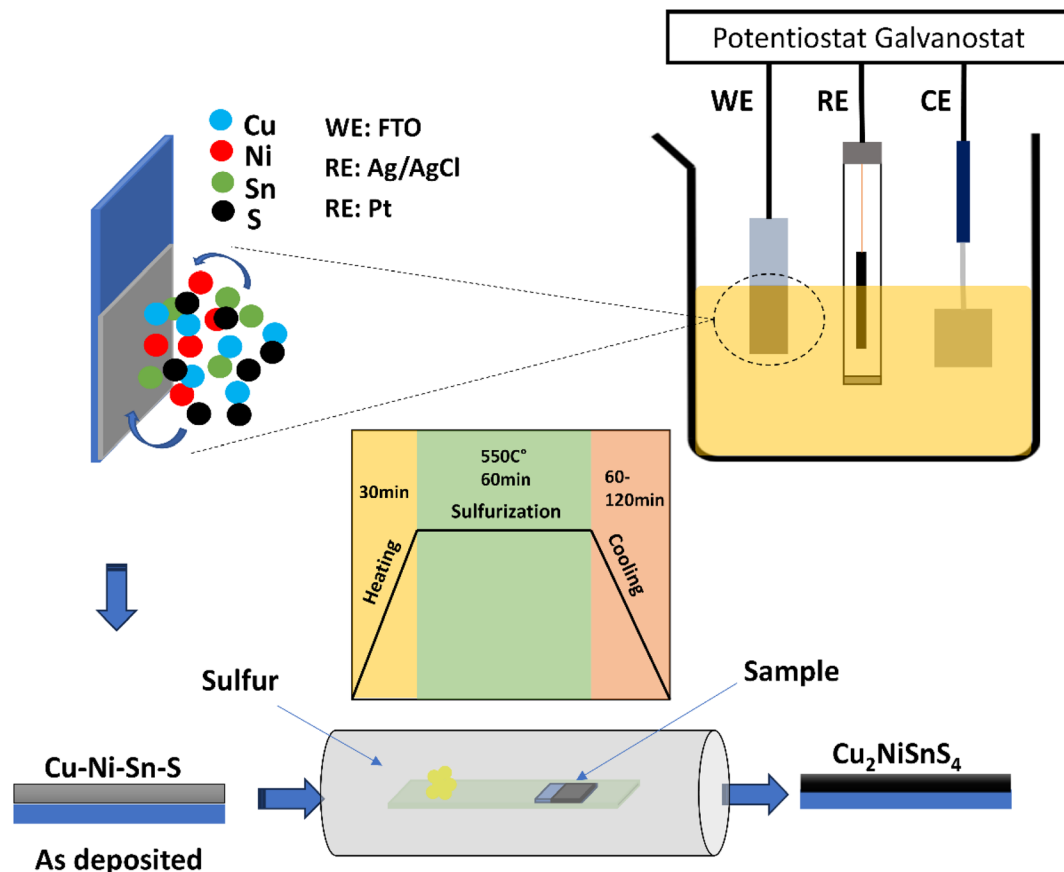 Potentiostat Galvanostat
WE
RE
CE
Cu
Ni
Sn
S
WE: FTO
RE: Ag/AgCl
RE: Pt
30min
550C°
60min
Sulfurization
60-
120min
Heating
Cooling
Sulfur
Sample
Cu-Ni-Sn-S
As deposited
Cu₂NiSnS₄